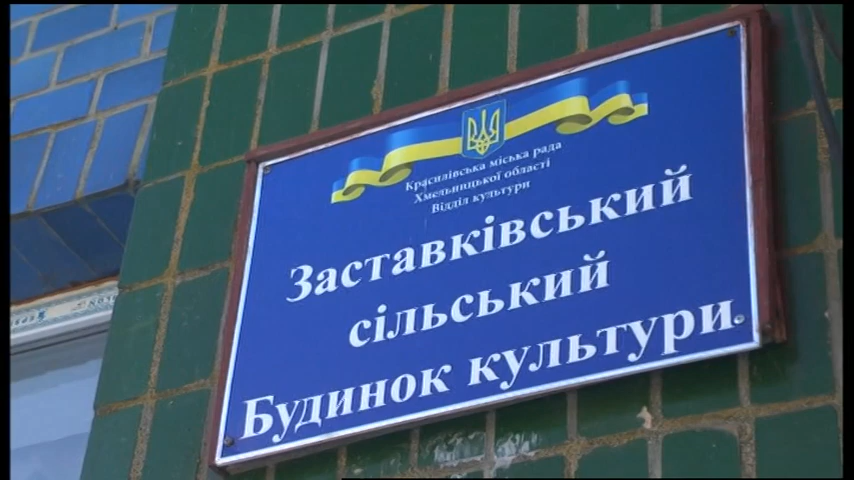 Красилівська міська рада
Хмельницької області
Відділ культури
Заставківський
сільський
Будинок культури